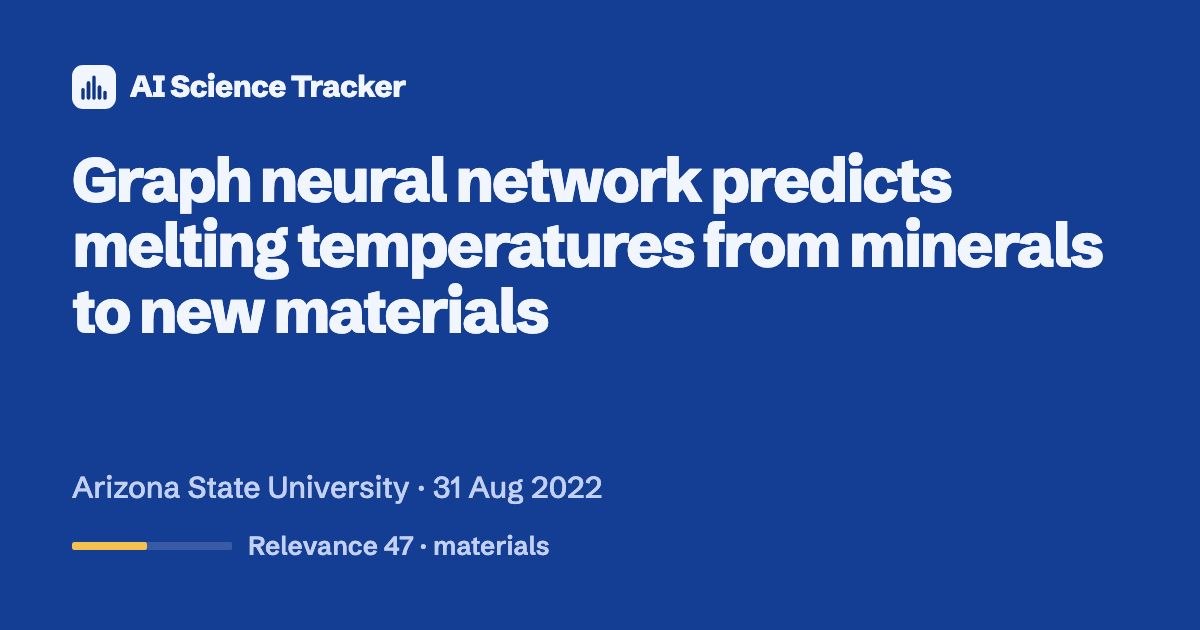 AI Science Tracker
Graph neural network predicts
melting temperatures from minerals
to new materials
Arizona State University · 31 Aug 2022
Relevance 47 · materials